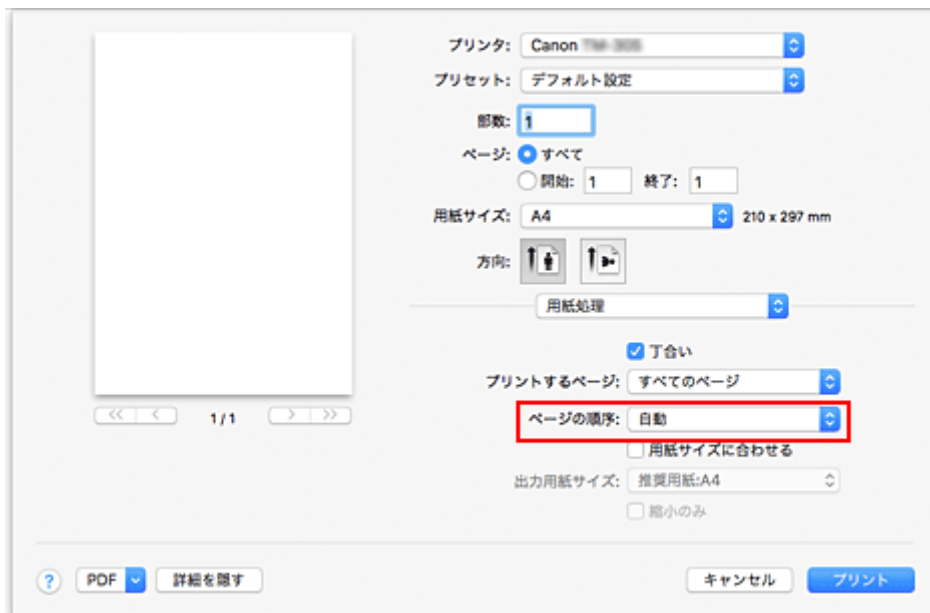 プリンタ: Canon
プリセット: デフォルト設定
部数: 1
ページ: すべて
開始: 1 終了: 1
用紙サイズ: A4 210 x 297 mm
方向:
用紙処理
丁合い
プリントするページ: すべてのページ
<< < 1 / 1 > >>
ページの順序: 自動
用紙サイズに合わせる
出力用紙サイズ: 推奨用紙:A4
縮小のみ
? PDF 詳細を隠す キャンセル プリント